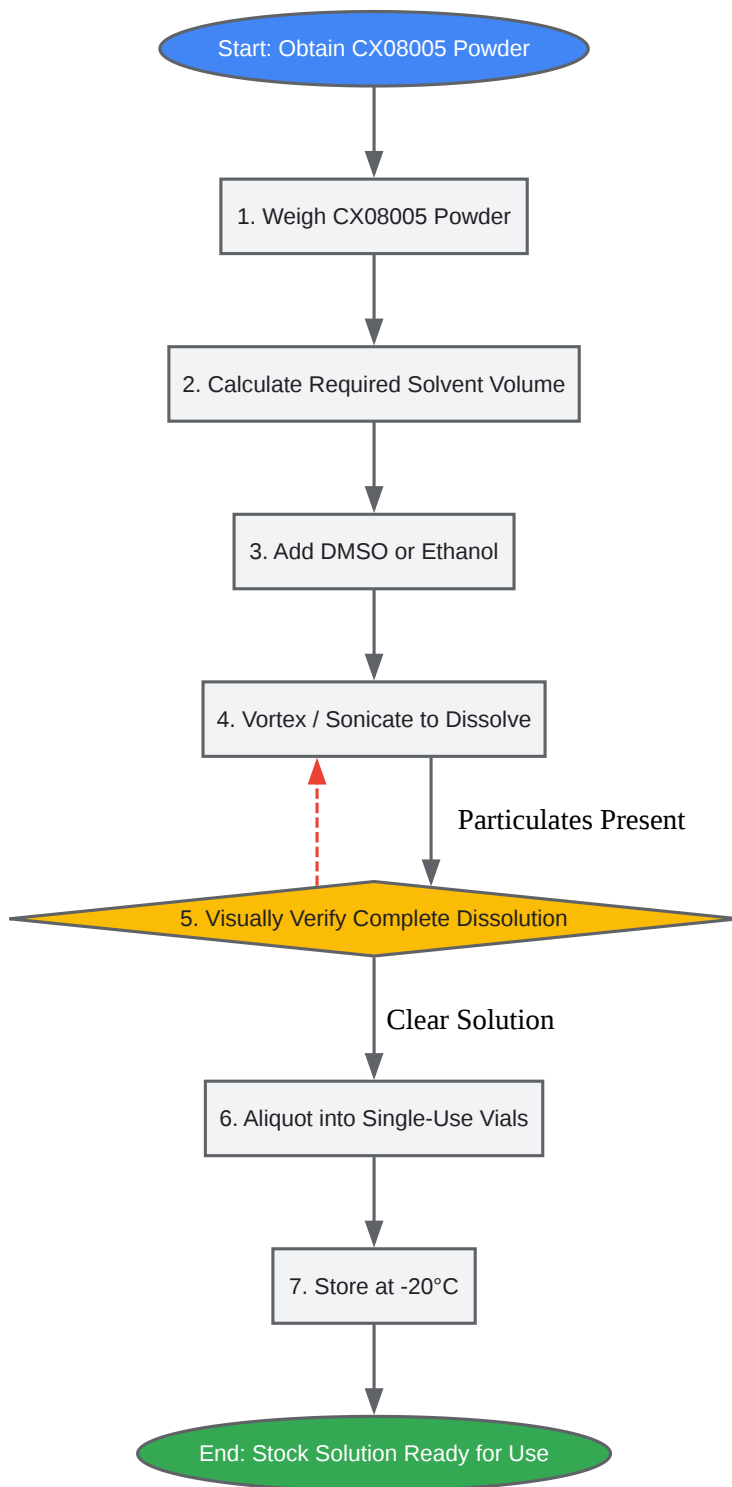 Start: Obtain CX08005 Powder
1. Weigh CX08005 Powder
2. Calculate Required Solvent Volume
3. Add DMSO or Ethanol
4. Vortex / Sonicate to Dissolve
Particulates Present
5. Visually Verify Complete Dissolution
Clear Solution
6. Aliquot into Single-Use Vials
7. Store at -20°C
End: Stock Solution Ready for Use